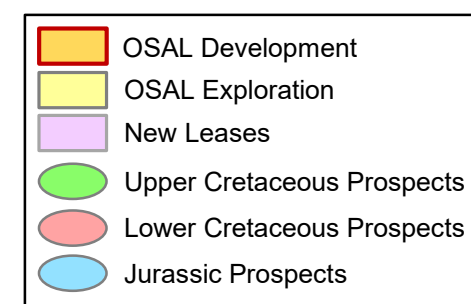 OSAL Development
OSAL Exploration
New Leases
Upper Cretaceous Prospects
Lower Cretaceous Prospects
Jurassic Prospects